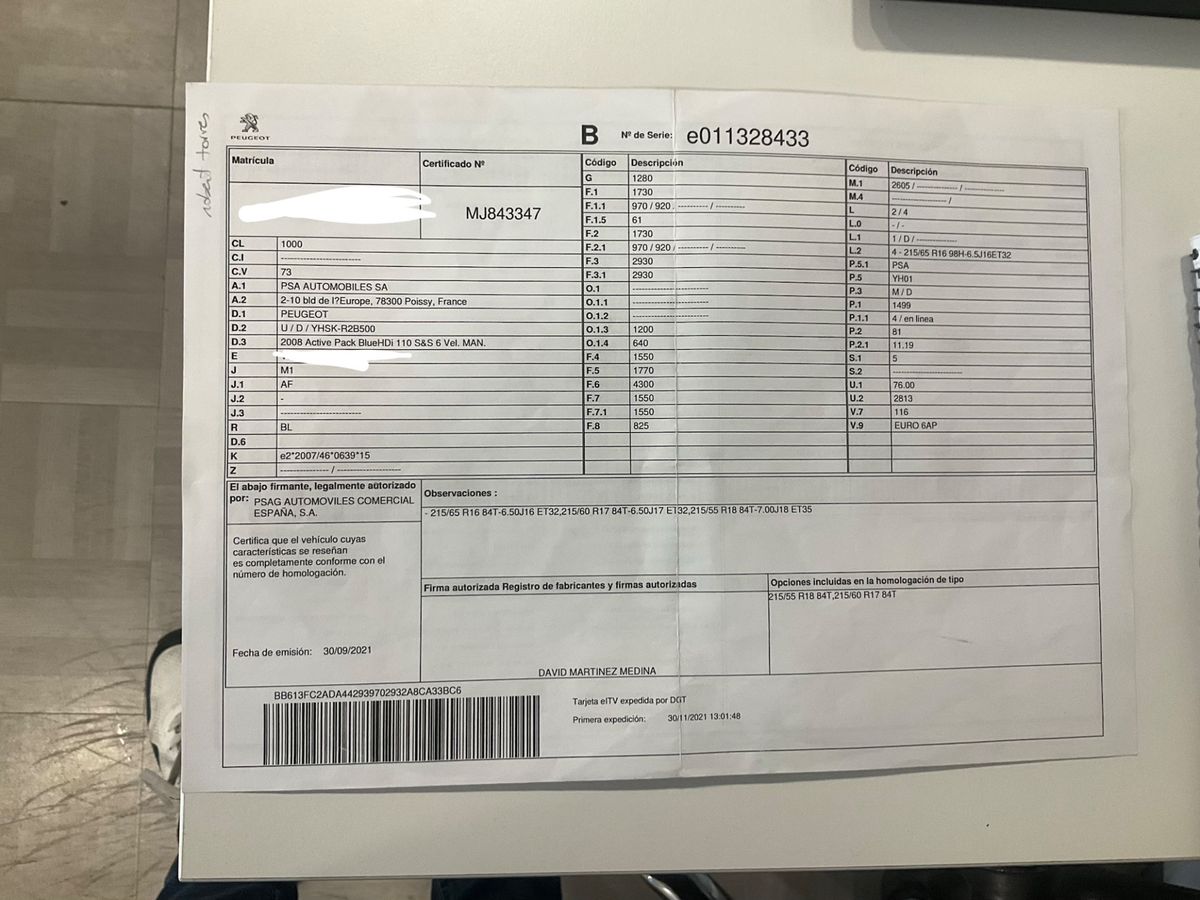 robert torres
PEUGEOT
B Nº de Serie: e011328433
Matrícula
Certificado Nº
MJ843347
CL 1000
C.I --------------------------
C.V 73
A.1 PSA AUTOMOBILES SA
A.2 2-10 bld de l?Europe, 78300 Poissy, France
D.1 PEUGEOT
D.2 U / D / YHSK-R2B500
D.3 2008 Active Pack BlueHDi 110 S&S 6 Vel. MAN.
E
J M1
J.1 AF
J.2 -
J.3 --------------------------
R BL
D.6
K e2*2007/46*0639*15
Z --------------- / --------------------
Código Descripción
G 1280
F.1 1730
F.1.1 970 / 920 . ---------- / ----------
F.1.5 61
F.2 1730
F.2.1 970 / 920 / ---------- / ----------
F.3 2930
F.3.1 2930
O.1 -------------------------
O.1.1 -------------------------
O.1.2 -------------------------
O.1.3 1200
O.1.4 640
F.4 1550
F.5 1770
F.6 4300
F.7 1550
F.7.1 1550
F.8 825
Código Descripción
M.1 2605 / ------------- / -------------
M.4 ------------------ /
L 2 / 4
L.0 - / -
L.1 1 / D / -------------
L.2 4 - 215/65 R16 98H-6.5J16ET32
P.5.1 PSA
P.5 YH01
P.3 M / D
P.1 1499
P.1.1 4 / en linea
P.2 81
P.2.1 11.19
S.1 5
S.2 ----------------------
U.1 76.00
U.2 2813
V.7 116
V.9 EURO 6AP
El abajo firmante, legalmente autorizado
por: PSAG AUTOMOVILES COMERCIAL
ESPAÑA, S.A.
Certifica que el vehículo cuyas
características se reseñan
es completamente conforme con el
número de homologación.
Fecha de emisión: 30/09/2021
Observaciones :
- 215/65 R16 84T-6.50J16 ET32,215/60 R17 84T-6.50J17 ET32,215/55 R18 84T-7.00J18 ET35
Firma autorizada Registro de fabricantes y firmas autorizadas
DAVID MARTINEZ MEDINA
Opciones incluidas en la homologación de tipo
215/55 R18 84T,215/60 R17 84T
BB613FC2ADA442939702932A8CA33BC6
Tarjeta eITV expedida por DGT
Primera expedición: 30/11/2021 13:01:48